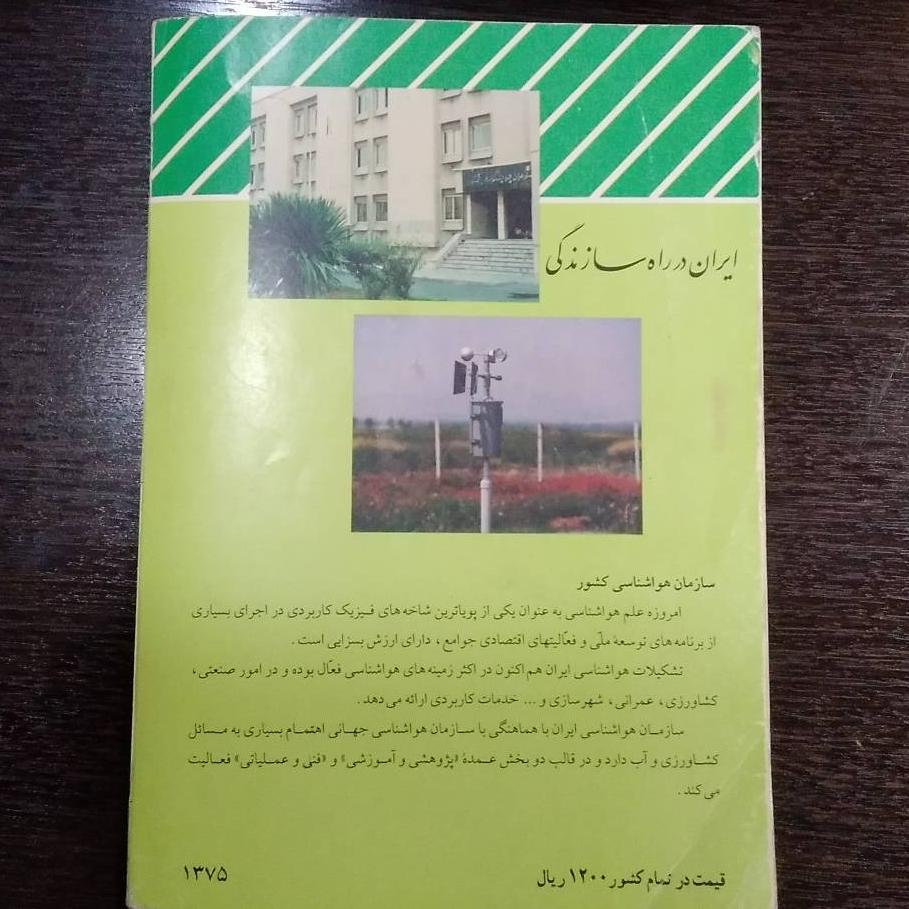 ایران در راه سازندگی
سازمان هواشناسی کشور
امروزه علم هواشناسی به عنوان یکی از پویاترین شاخه های فیزیک کاربردی در اجرای بسیاری
از برنامه های توسعهٔ ملّی و فعّالیتهای اقتصادی جوامع، دارای ارزش بسزایی است.
تشکیلات هواشناسی ایران هم اکنون در اکثر زمینه های هواشناسی فعّال بوده و در امور صنعتی،
کشاورزی، عمرانی، شهرسازی و ... خدمات کاربردی ارائه می دهد.
سازمان هواشناسی ایران با هماهنگی با سازمان هواشناسی جهانی اهتمام بسیاری به مسائل
کشاورزی و آب دارد و در قالب دو بخش عمدهٔ «پژوهشی و آموزشی» و «فنی و عملیاتی» فعالیت
می کند.
قیمت در تمام کشور ۱۲۰۰ ریال
۱۳۷۵